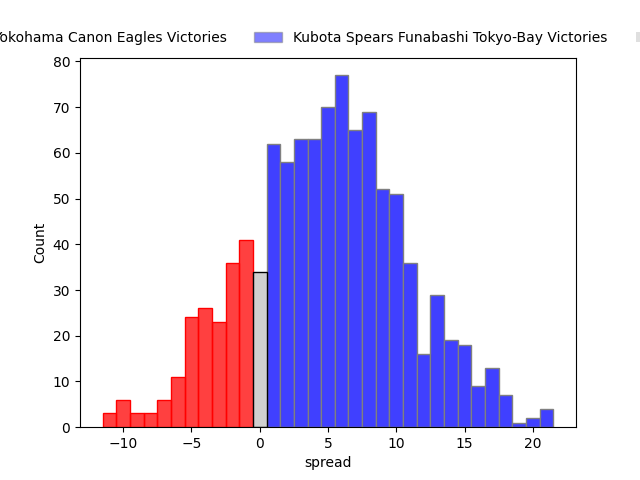 okohama Canon Eagles Victories Kubota Spears Funabashi Tokyo-Bay Victories
80
70
60
50
40
30
20
10
0
Count
−10 −5 0 5 10 15 20
spread